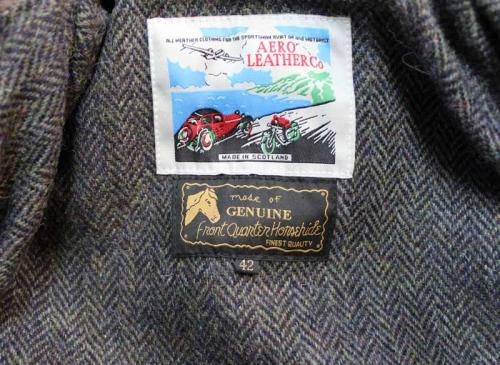 ALL WEATHER CLOTHING FOR THE SPORTSMAN AVIATOR AND MOTORIST
AERO
LEATHER CO
MADE IN SCOTLAND
made of
GENUINE
Front Quarter Horsehide
FINEST QUALITY
42